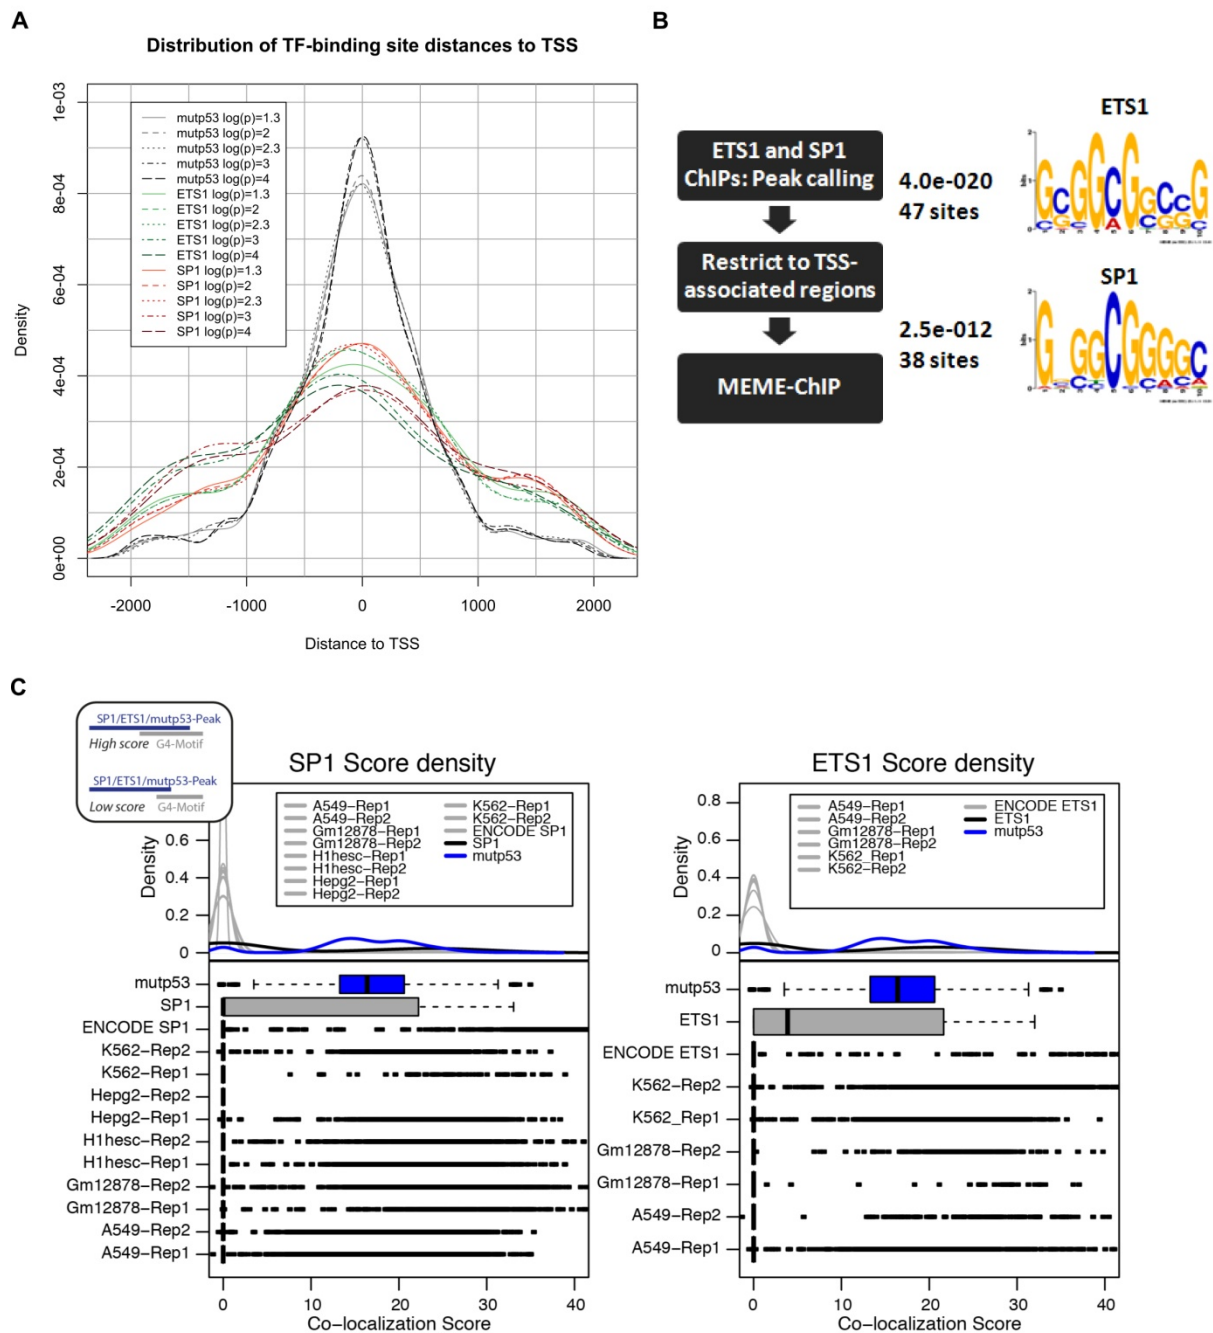 A
Distribution of TF-binding site distances to TSS
1e-03
8e-04
6e-04
4e-04
2e-04
0e+00
Density
mutp53 log(p)=1.3
mutp53 log(p)=2
mutp53 log(p)=2.3
mutp53 log(p)=3
mutp53 log(p)=4
ETS1 log(p)=1.3
ETS1 log(p)=2
ETS1 log(p)=2.3
ETS1 log(p)=3
ETS1 log(p)=4
SP1 log(p)=1.3
SP1 log(p)=2
SP1 log(p)=2.3
SP1 log(p)=3
SP1 log(p)=4
-2000 -1000 0 1000 2000
Distance to TSS
B
ETS1 and SP1
ChIPs: Peak calling
Restrict to TSS-
associated regions
MEME-ChIP
4.0e-020
47 sites
ETS1
2.5e-012
38 sites
SP1
C
SP1/ETS1/mutp53-Peak
High score G4-Motif
SP1/ETS1/mutp53-Peak
Low score G4-Motif
SP1 Score density
Density
0.6
0.4
0.2
0
A549-Rep1
A549-Rep2
Gm12878-Rep1
Gm12878-Rep2
H1hesc-Rep1
H1hesc-Rep2
Hepg2-Rep1
Hepg2-Rep2
K562-Rep1
K562-Rep2
ENCODE SP1
SP1
mutp53
mutp53
SP1
ENCODE SP1
K562-Rep2
K562-Rep1
Hepg2-Rep2
Hepg2-Rep1
H1hesc-Rep2
H1hesc-Rep1
Gm12878-Rep2
Gm12878-Rep1
A549-Rep2
A549-Rep1
0 10 20 30 40
Co-localization Score
ETS1 Score density
Density
0.8
0.6
0.4
0.2
0
A549-Rep1
A549-Rep2
Gm12878-Rep1
Gm12878-Rep2
K562_Rep1
K562-Rep2
ENCODE ETS1
ETS1
mutp53
mutp53
ETS1
ENCODE ETS1
K562-Rep2
K562_Rep1
Gm12878-Rep2
Gm12878-Rep1
A549-Rep2
A549-Rep1
0 10 20 30 40
Co-localization Score